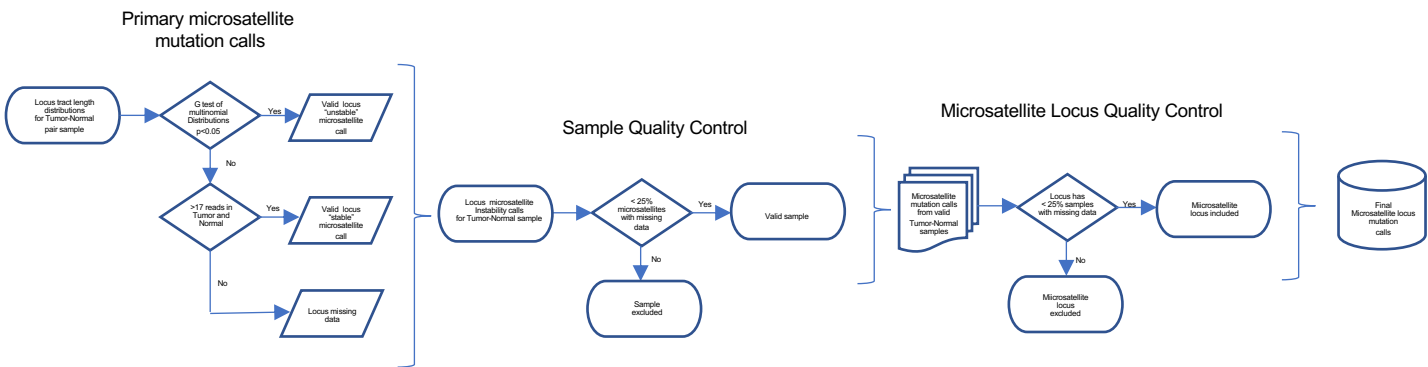 Primary microsatellite
mutation calls
Locus tract length
distributions
for Tumor-Normal
pair sample
G test of
multinomial
Distributions
p<0.05
Yes
Valid locus
"unstable"
microsatellite
call
No
>17 reads in
Tumor and
Normal
Yes
Valid locus
"stable"
microsatellite
call
No
Locus missing
data
Sample Quality Control
Locus microsatellite
Instability calls
for Tumor-Normal sample
< 25%
microsatellites
with missing
data
Yes
Valid sample
No
Sample
excluded
Microsatellite Locus Quality Control
Microsatellite
mutation calls
from valid
Tumor-Normal
samples
Locus has
< 25% samples
with missing data
Yes
Microsatellite
locus included
No
Miicrosatellite
locus
excluded
Final
Microsatellite locus
mutation
calls